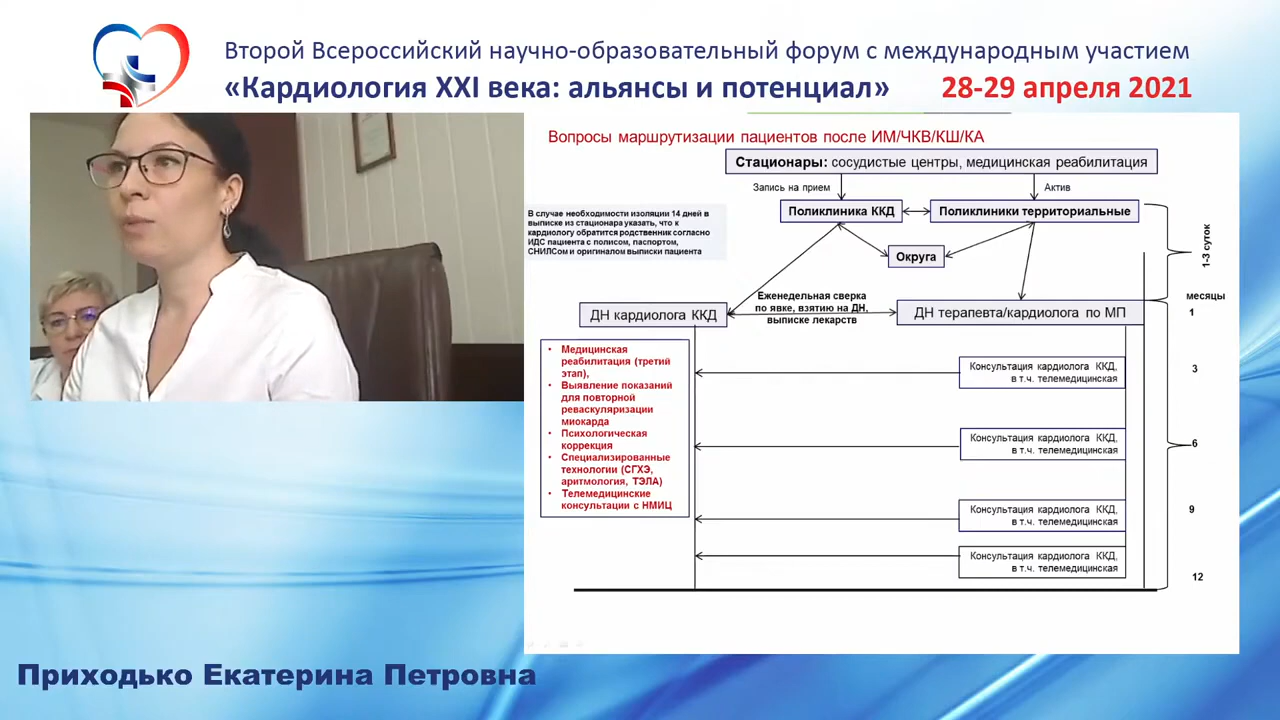 Второй Всероссийский научно-образовательный форум с международным участием
«Кардиология XXI века: альянсы и потенциал» 28-29 апреля 2021
Вопросы маршрутизации пациентов после ИМ/ЧКВ/КШ/КА
Стационары: сосудистые центры, медицинская реабилитация
Запись на прием
Актив
Поликлиника ККД
Поликлиники территориальные
В случае необходимости изоляции 14 дней в
выписке из стационара указать, что к
кардиологу обратится родственник согласно
ИДС пациента с полисом, паспортом,
СНИЛСом и оригиналом выписки пациента
Округа
1-3 суток
месяцы
ДН кардиолога ККД
Еженедельная сверка
по явке, взятию на ДН,
выписке лекарств
ДН терапевта/кардиолога по МП
1
• Медицинская
реабилитация (третий
этап),
• Выявление показаний
для повторной
реваскуляризации
миокарда
• Психологическая
коррекция
• Специализированные
технологии (СГХЭ,
аритмология, ТЭЛА)
• Телемедицинские
консультации с НМИЦ
Консультация кардиолога ККД,
в т.ч. телемедицинская
3
Консультация кардиолога ККД,
в т.ч. телемедицинская
6
Консультация кардиолога ККД,
в т.ч. телемедицинская
9
Консультация кардиолога ККД,
в т.ч. телемедицинская
12
Приходько Екатерина Петровна